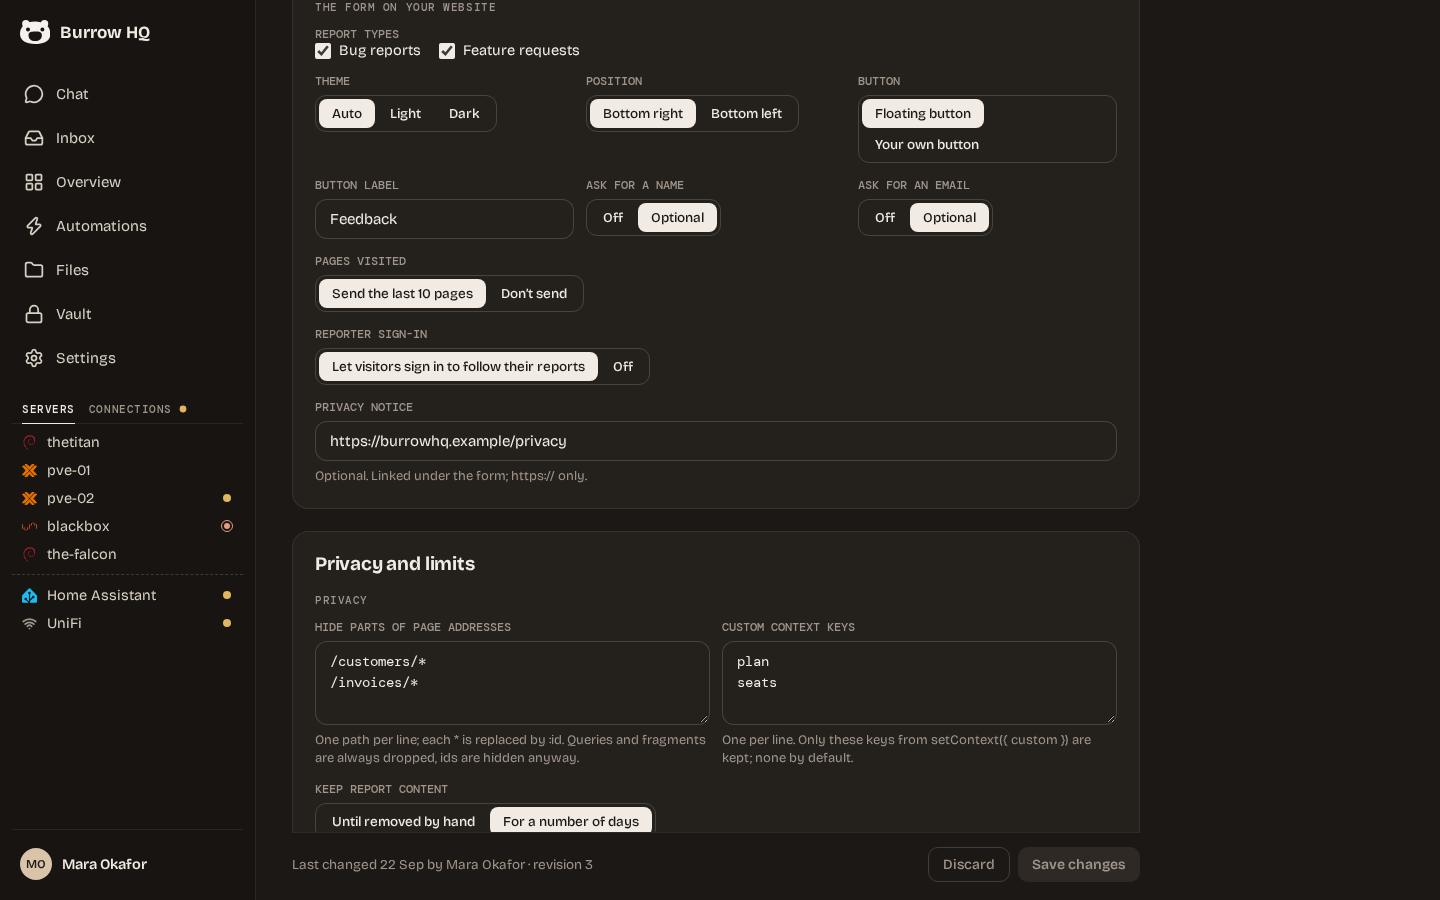 Burrow HQ
Chat
Inbox
Overview
Automations
Files
Vault
Settings
SERVERS
CONNECTIONS
thetitan
pve-01
pve-02
blackbox
the-falcon
Home Assistant
UniFi
MO
Mara Okafor
THE FORM ON YOUR WEBSITE
REPORT TYPES
Bug reports
Feature requests
THEME
Auto
Light
Dark
POSITION
Bottom right
Bottom left
BUTTON
Floating button
Your own button
BUTTON LABEL
Feedback
ASK FOR A NAME
Off
Optional
ASK FOR AN EMAIL
Off
Optional
PAGES VISITED
Send the last 10 pages
Don't send
REPORTER SIGN-IN
Let visitors sign in to follow their reports
Off
PRIVACY NOTICE
https://burrowhq.example/privacy
Optional. Linked under the form; https:// only.
Privacy and limits
PRIVACY
HIDE PARTS OF PAGE ADDRESSES
/customers/*
/invoices/*
One path per line; each * is replaced by :id. Queries and fragments
are always dropped, ids are hidden anyway.
CUSTOM CONTEXT KEYS
plan
seats
One per line. Only these keys from setContext({ custom }) are
kept; none by default.
KEEP REPORT CONTENT
Until removed by hand
For a number of days
Last changed 22 Sep by Mara Okafor · revision 3
Discard
Save changes